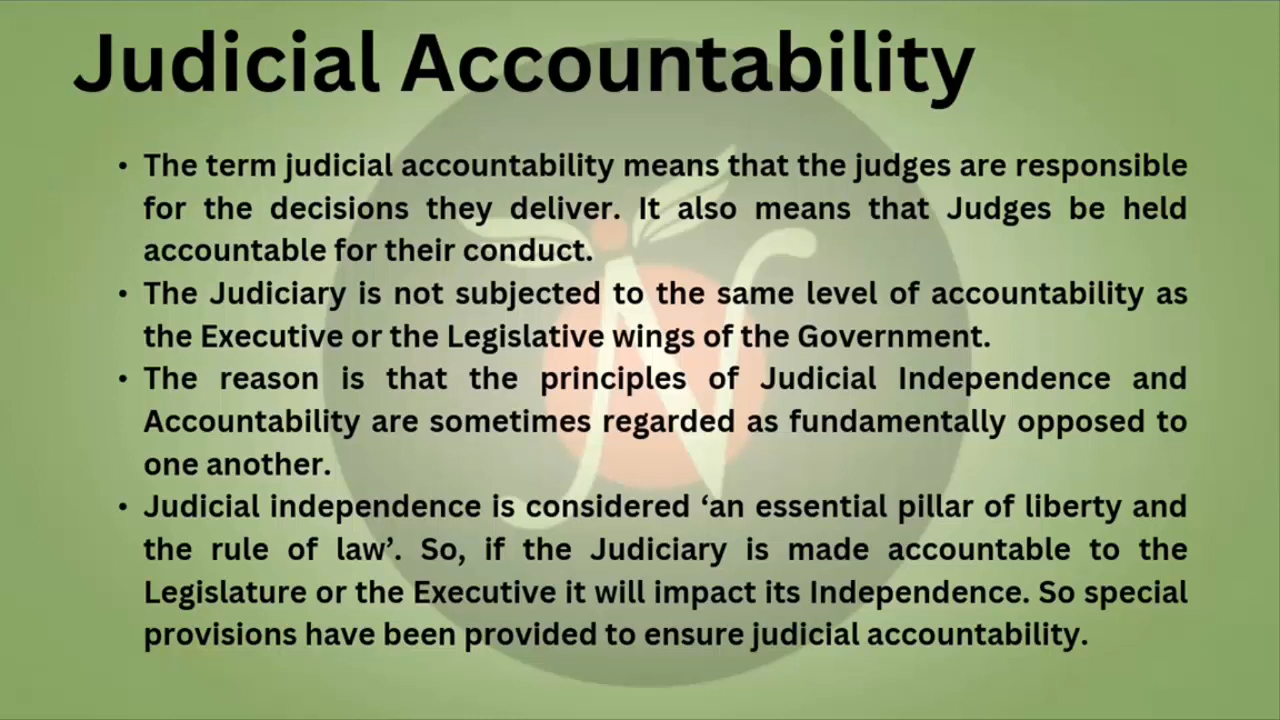 Judicial Accountability
• The term judicial accountability means that the judges are responsible
for the decisions they deliver. It also means that Judges be held
accountable for their conduct.
• The Judiciary is not subjected to the same level of accountability as
the Executive or the Legislative wings of the Government.
• The reason is that the principles of Judicial Independence and
Accountability are sometimes regarded as fundamentally opposed to
one another.
• Judicial independence is considered ‘an essential pillar of liberty and
the rule of law’. So, if the Judiciary is made accountable to the
Legislature or the Executive it will impact its Independence. So special
provisions have been provided to ensure judicial accountability.